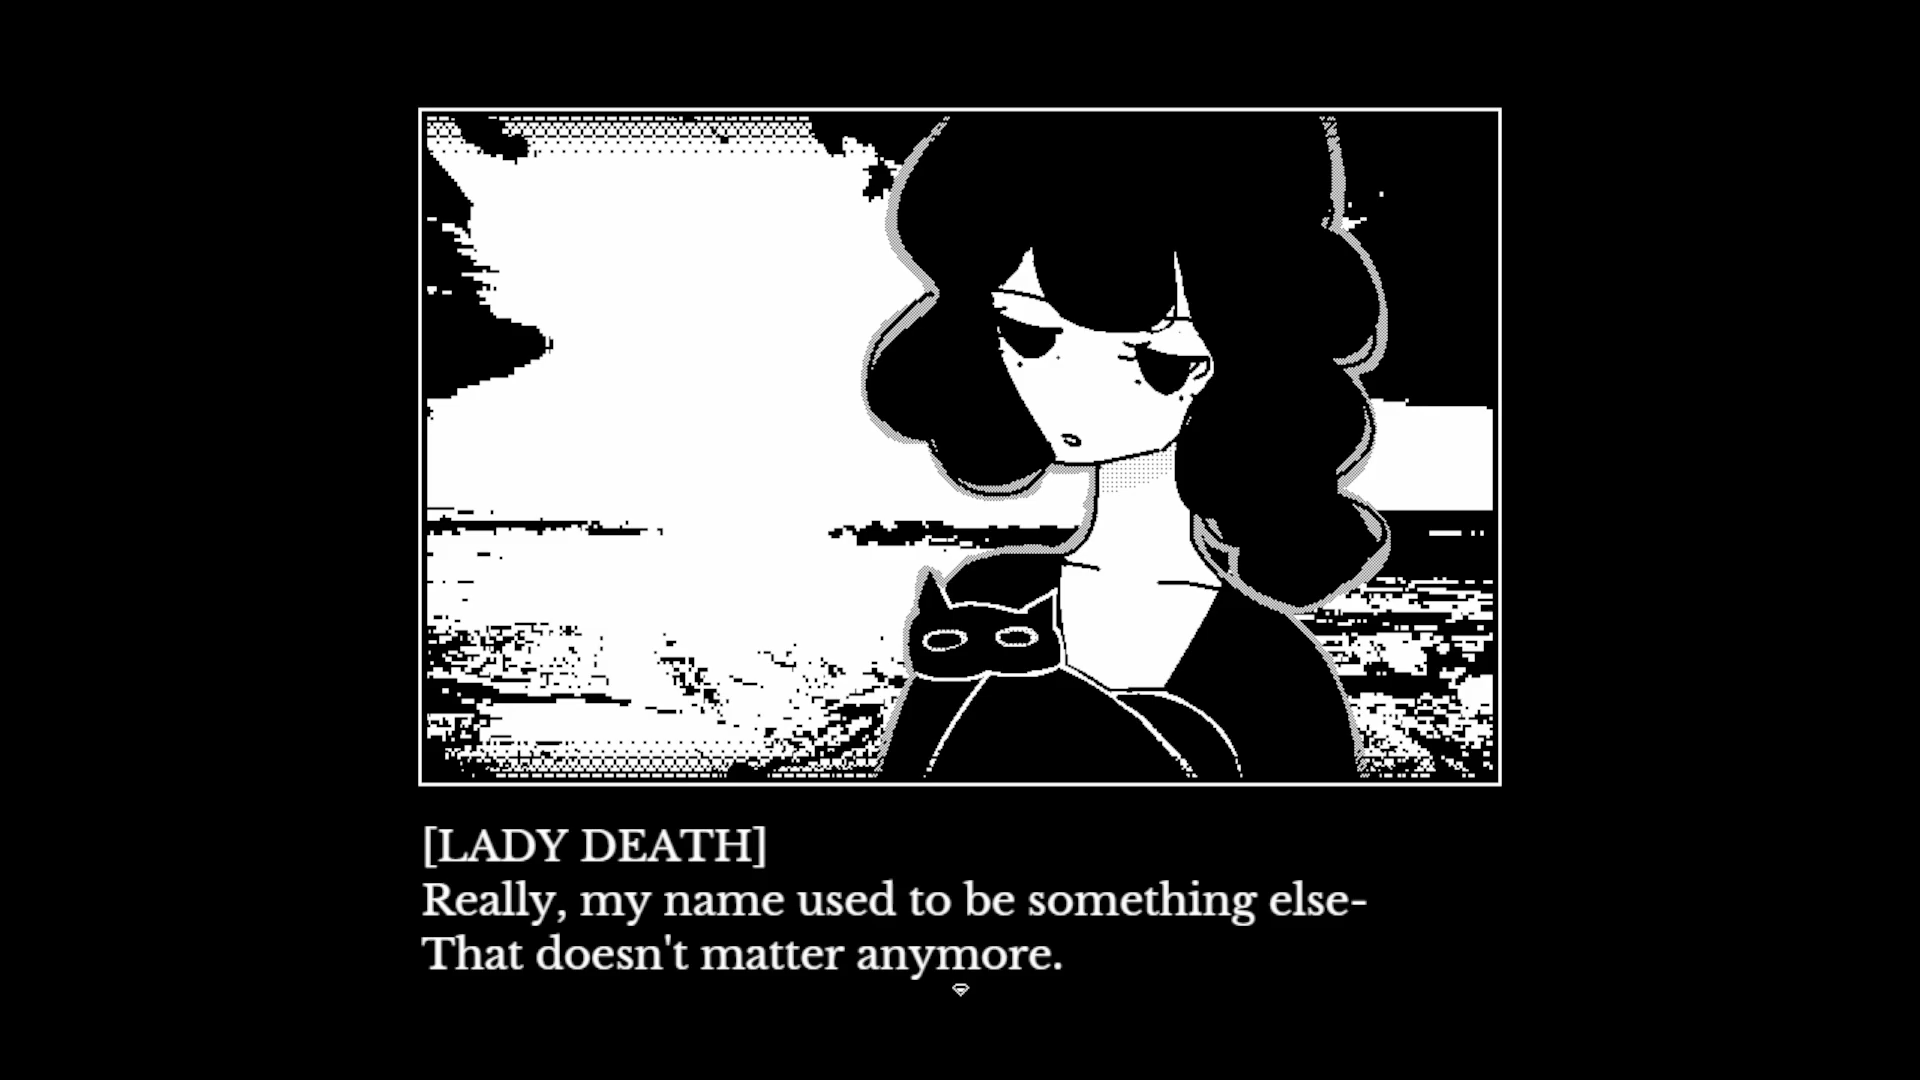 [LADY DEATH]
Really, my name used to be something else-
That doesn't matter anymore.